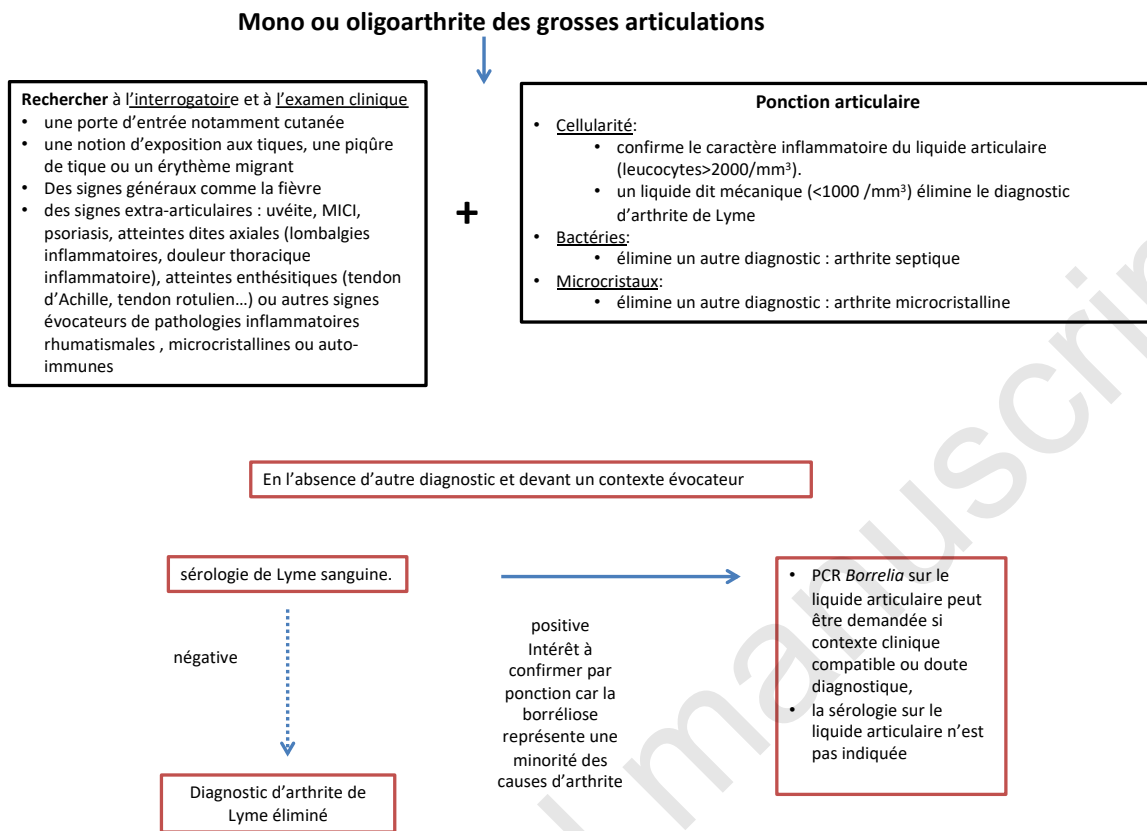 Mono ou oligoarthrite des grosses articulations
Rechercher à l'interrogatoire et à l'examen clinique
• une porte d'entrée notamment cutanée
• une notion d'exposition aux tiques, une piqûre
de tique ou un érythème migrant
• Des signes généraux comme la fièvre
• des signes extra-articulaires : uvéite, MICI,
psoriasis, atteintes dites axiales (lombalgies
inflammatoires, douleur thoracique
inflammatoire), atteintes enthésitiques (tendon
d'Achille, tendon rotulien…) ou autres signes
évocateurs de pathologies inflammatoires
rhumatismales , microcristallines ou auto-
immunes
+
Ponction articulaire
• Cellularité:
• confirme le caractère inflammatoire du liquide articulaire
(leucocytes>2000/mm³).
• un liquide dit mécanique (<1000 /mm³) élimine le diagnostic
d'arthrite de Lyme
• Bactéries:
• élimine un autre diagnostic : arthrite septique
• Microcristaux:
• élimine un autre diagnostic : arthrite microcristalline
En l'absence d'autre diagnostic et devant un contexte évocateur
sérologie de Lyme sanguine.
négative
Diagnostic d'arthrite de
Lyme éliminé
positive
Intérêt à
confirmer par
ponction car la
borréliose
représente une
minorité des
causes d'arthrite
• PCR Borrelia sur le
liquide articulaire peut
être demandée si
contexte clinique
compatible ou doute
diagnostique,
• la sérologie sur le
liquide articulaire n'est
pas indiquée
manuscrip